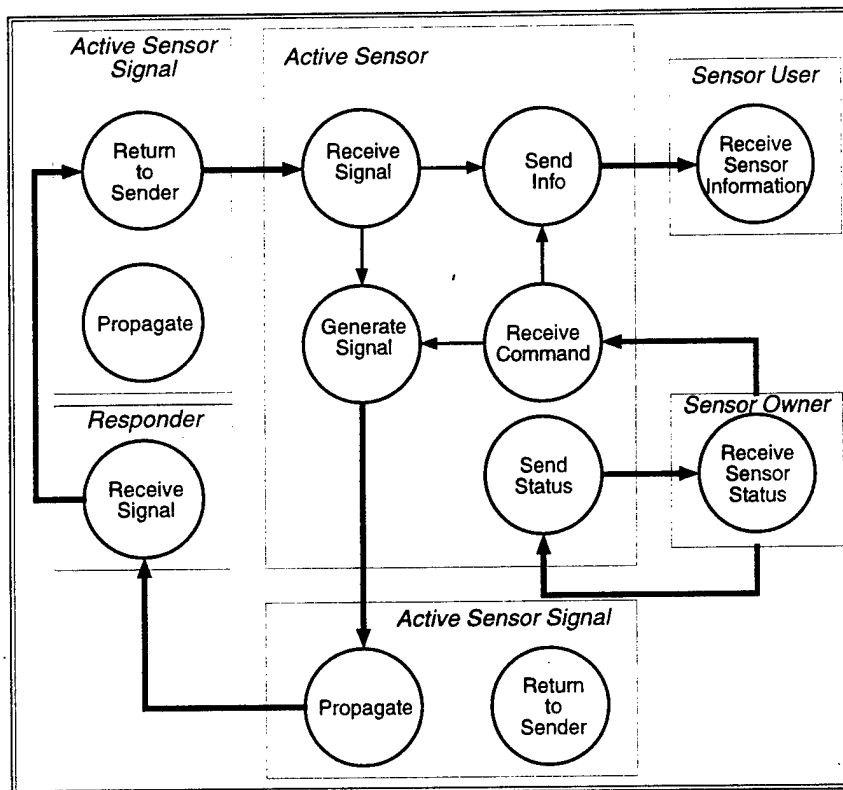 Active Sensor
Signal
Active Sensor
Sensor User
Return
to
Sender
Receive
Signal
Send
Info
Receive
Sensor
Information
Propagate
Generate
Signal
Receive
Command
Responder
Sensor Owner
Receive
Signal
Send
Status
Receive
Sensor
Status
Active Sensor Signal
Propagate
Return
to
Sender